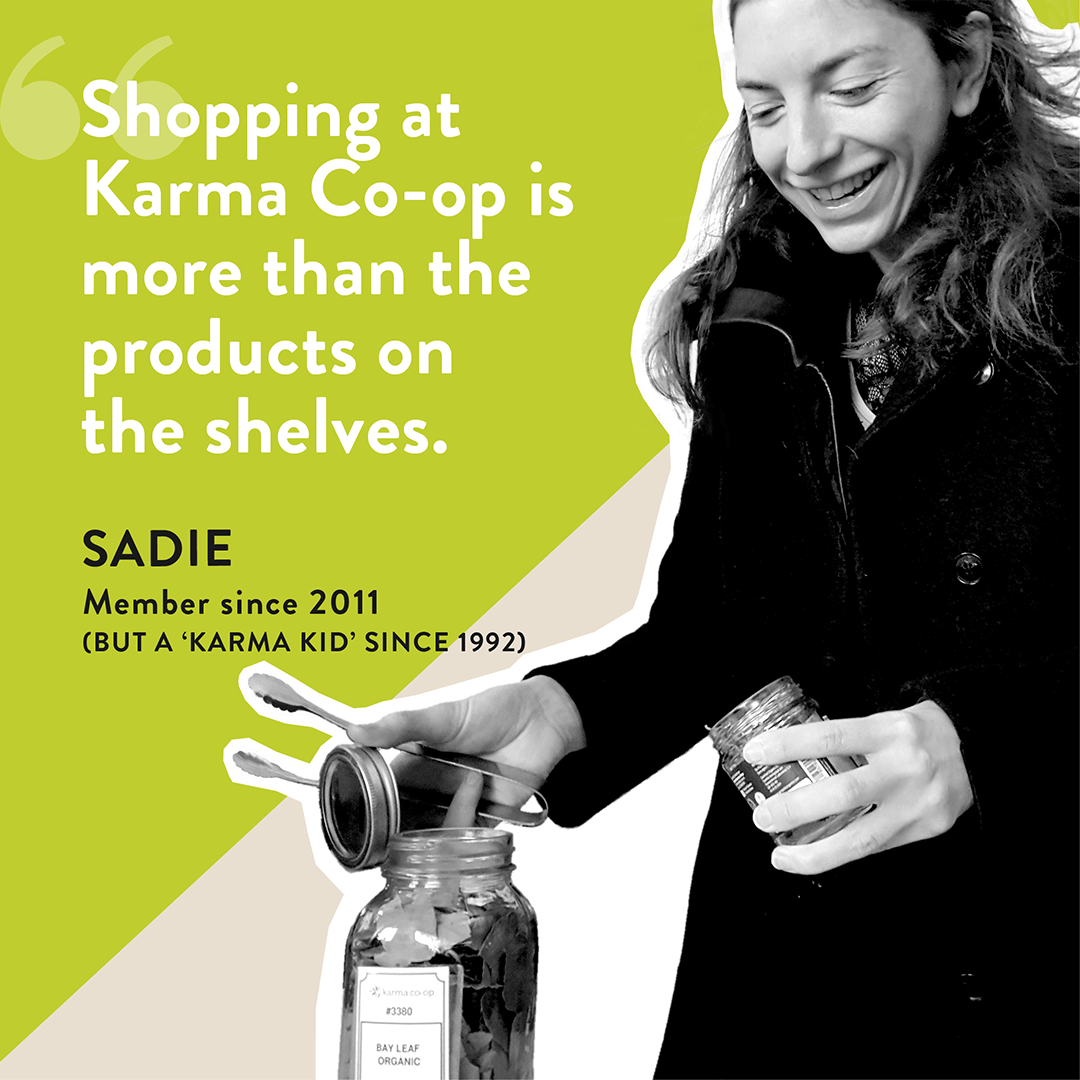 “
Shopping at
Karma Co-op is
more than the
products on
the shelves.
SADIE
Member since 2011
(BUT A ‘KARMA KID’ SINCE 1992)
karma co-op
#3380
BAY LEAF
ORGANIC